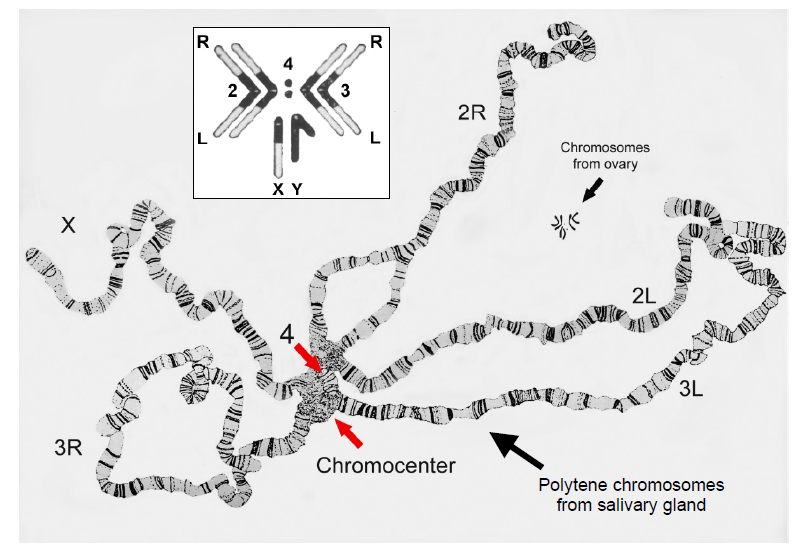 R
R
4
2
3
L
L
X Y
2R
Chromosomes
from ovary
X
2L
4
3L
3R
Chromocenter
Polytene chromosomes
from salivary gland